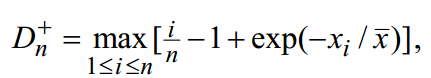 D_n^+ = max_{1≤i≤n} [i/n − 1 + exp(−x_i / x̄)],